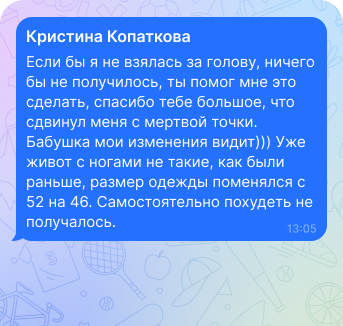 Кристина Копаткова
Если бы я не взялась за голову, ничего
бы не получилось, ты помог мне это
сделать, спасибо тебе большое, что
сдвинул меня с мертвой точки.
Бабушка мои изменения видит))) Уже
живот с ногами не такие, как были
раньше, размер одежды поменялся с
52 на 46. Самостоятельно похудеть не
получалось.
13:05